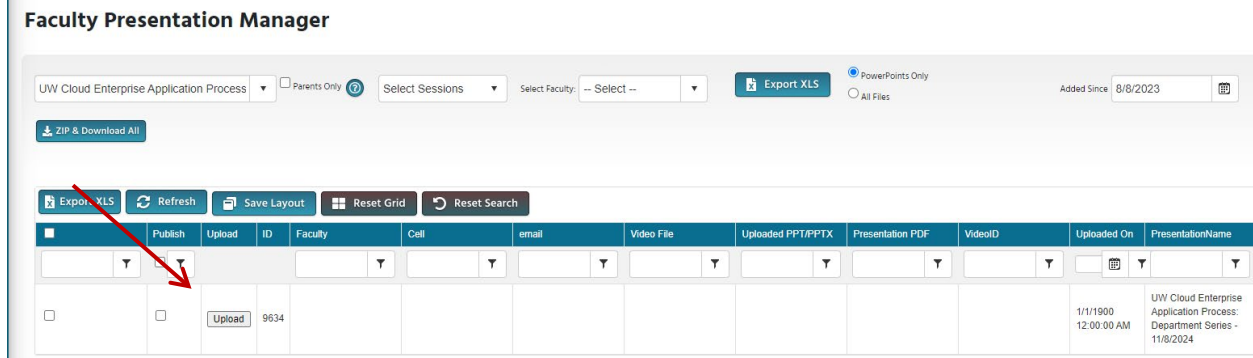 Faculty Presentation Manager
UW Cloud Enterprise Application Process Parents Only ? Select Sessions Select Faculty: -- Select -- Export XLS PowerPoints Only All Files Added Since 8/8/2023
ZIP & Download All
Export XLS Refresh Save Layout Reset Grid Reset Search
Publish Upload ID Faculty Cell email Video File Uploaded PPT/PPTX Presentation PDF VideoID Uploaded On PresentationName
Upload 9634 1/1/1900
12:00:00 AM
UW Cloud Enterprise
Application Process:
Department Series -
11/8/2024